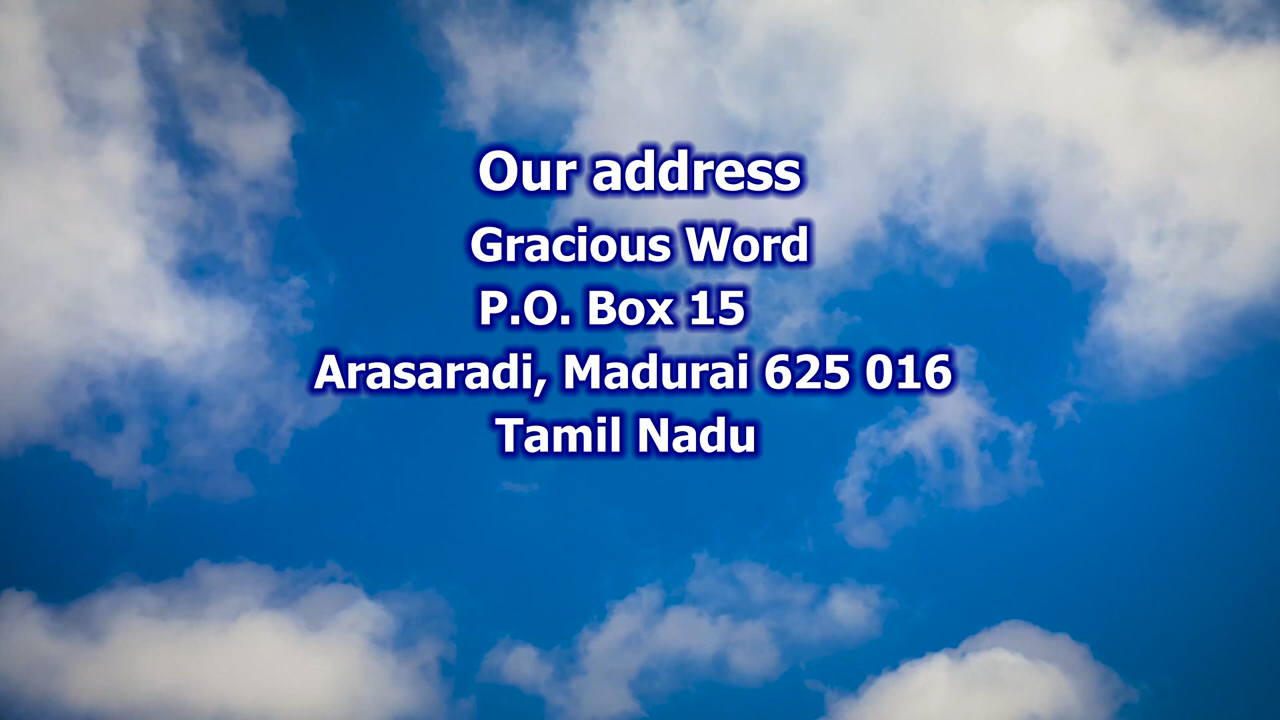 Our address
Gracious Word
P.O. Box 15
Arasaradi, Madurai 625 016
Tamil Nadu